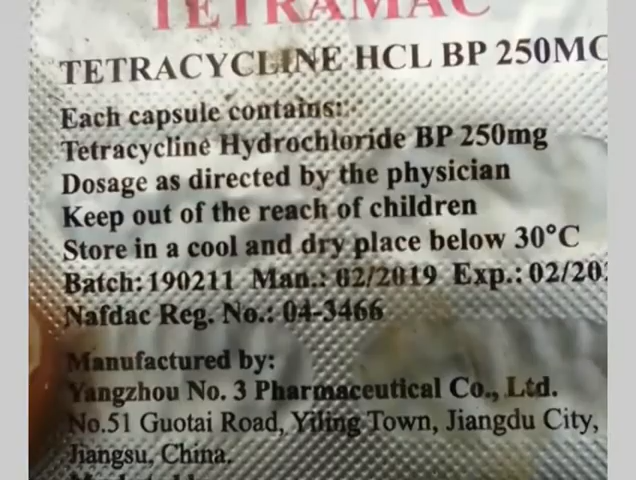 TETRAMAC
TETRACYCLINE HCL BP 250M
Each capsule contains:
Tetracycline Hydrochloride BP 250mg
Dosage as directed by the physician
Keep out of the reach of children
Store in a cool and dry place below 30°C
Batch: 190211 Man.: 02/2019 Exp.: 02/20
Nafdac Reg. No.: 04-3466
Manufactured by:
Yangzhou No. 3 Pharmaceutical Co., Ltd.
No.51 Guotai Road, Yiling Town, Jiangdu City,
Jiangsu, China.